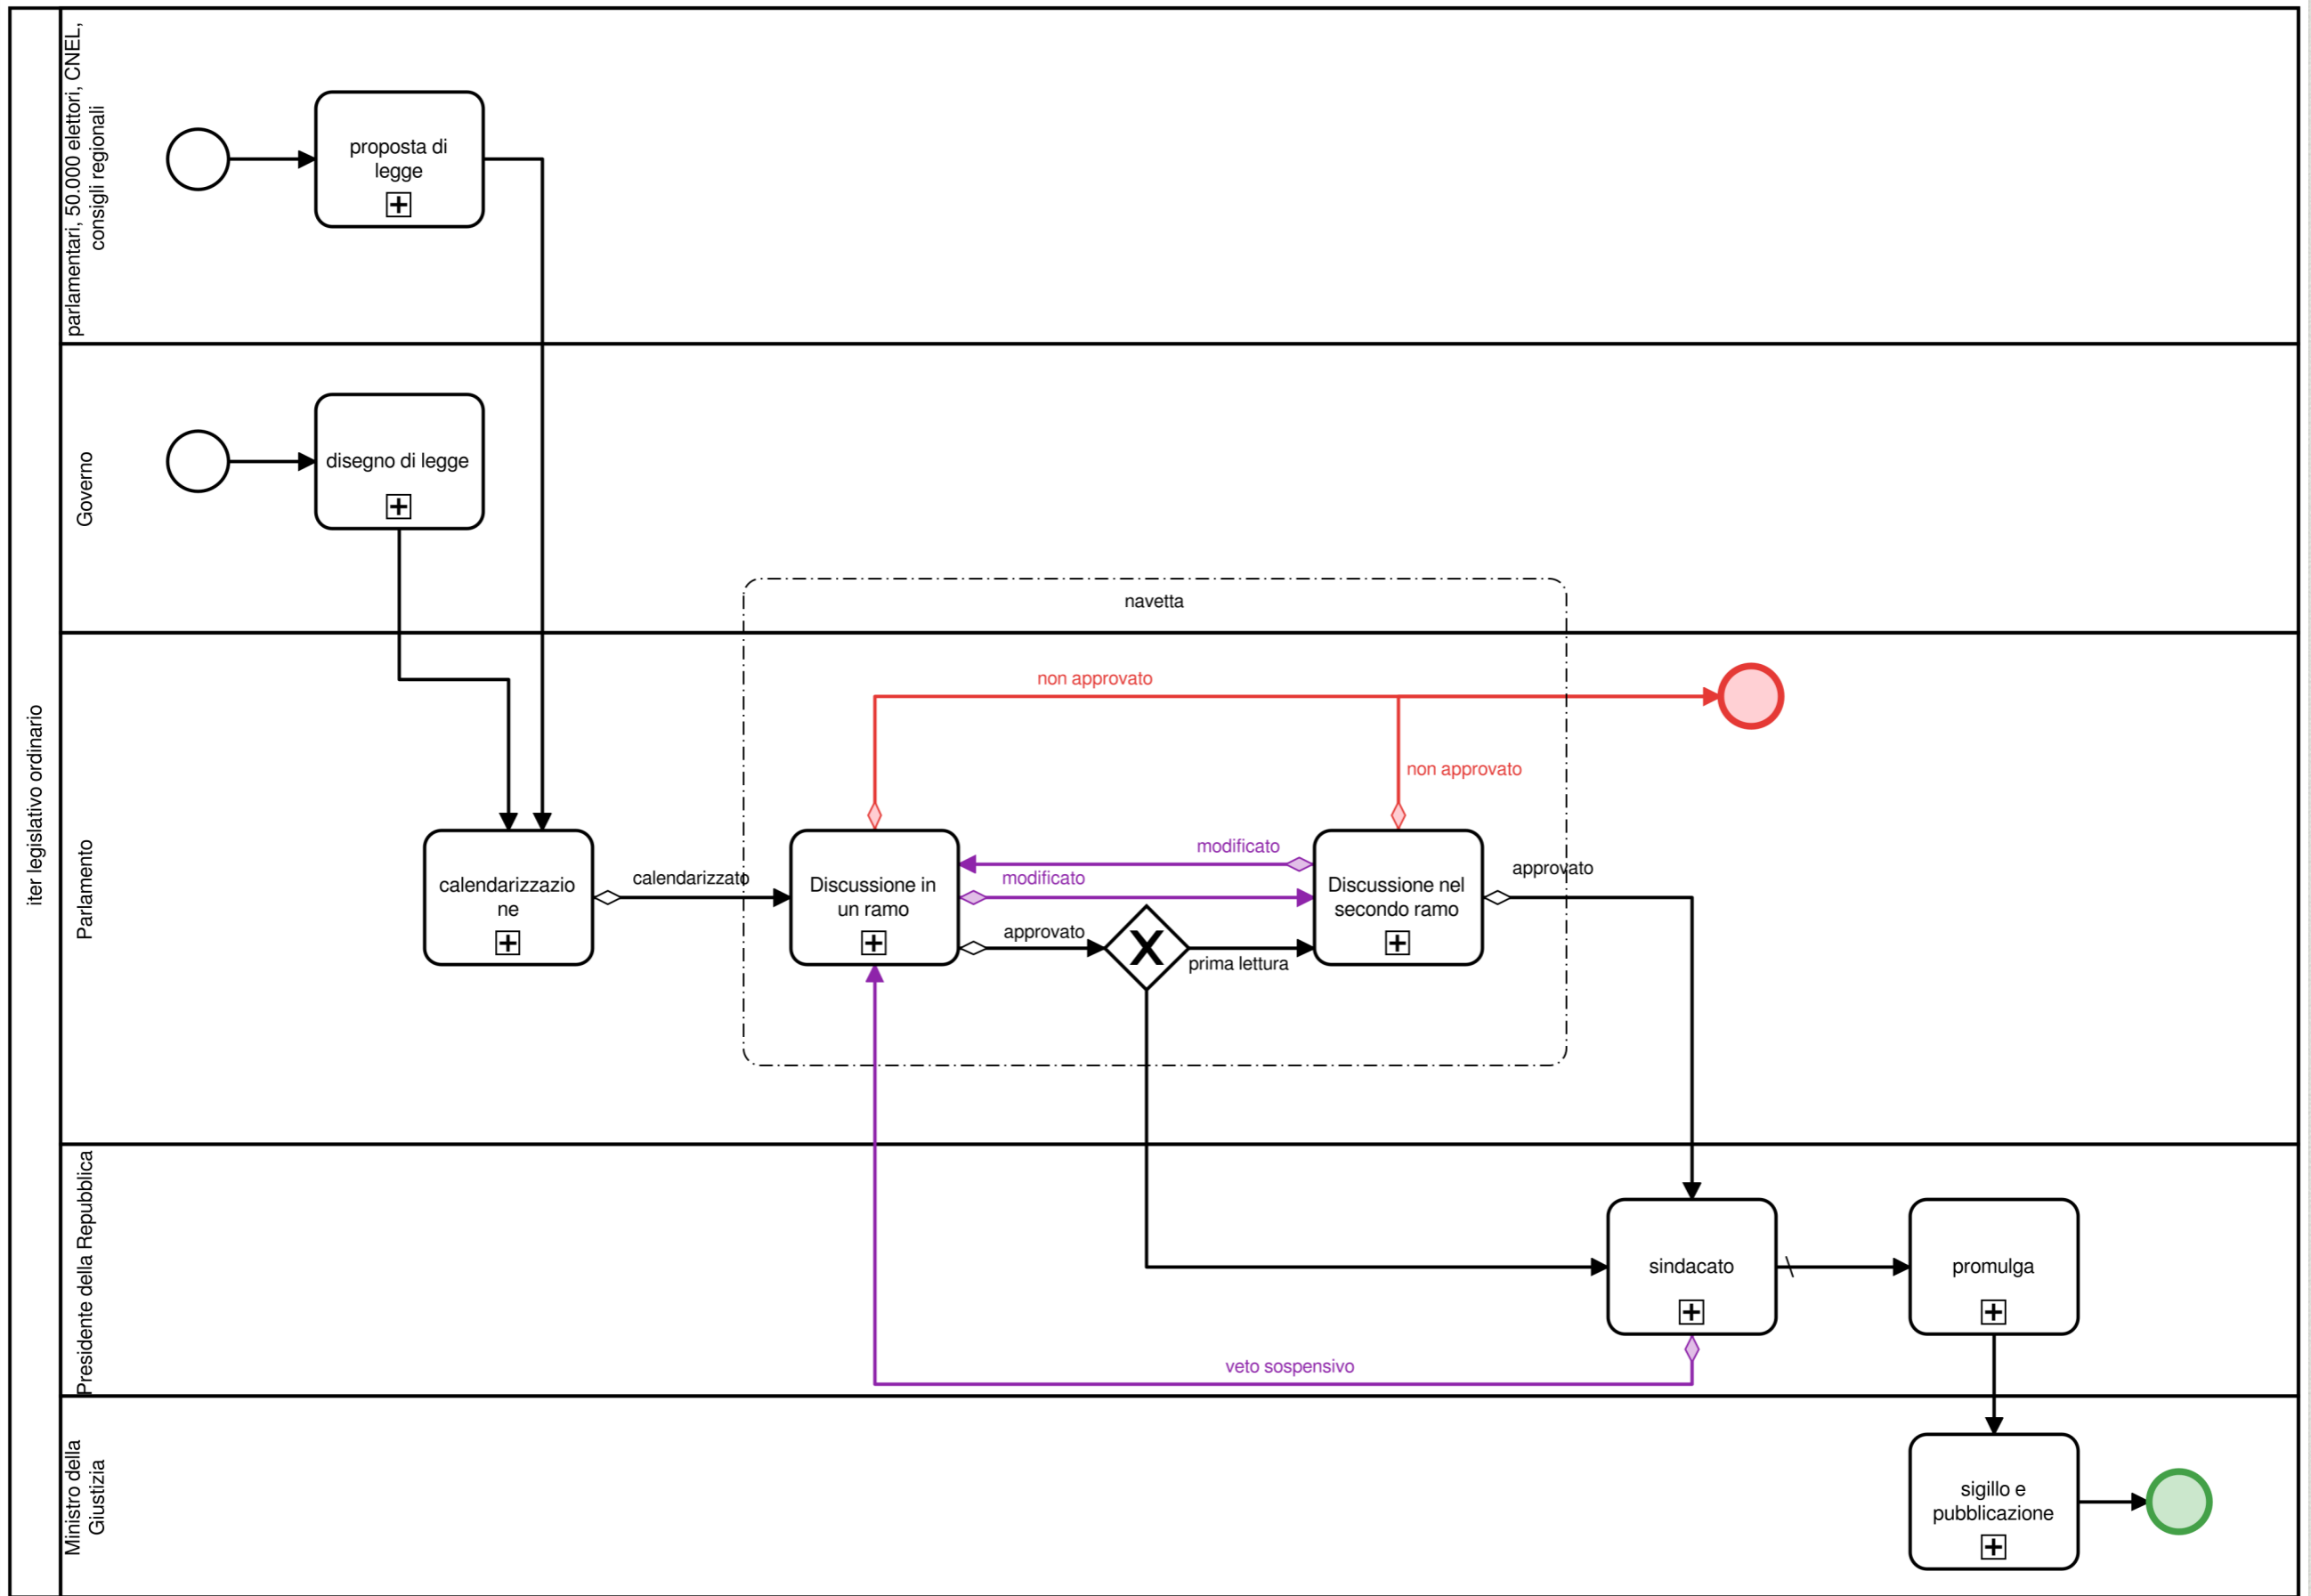 iter legislativo ordinario
parlamentari, 50.000 elettori, CNEL,
consigli regionali
proposta di
legge
Governo
disegno di legge
navetta
Parlamento
non approvato
non approvato
modificato
modificato
approvato
calendarizzazio
ne
calendarizzato
Discussione in
un ramo
approvato
X
prima lettura
Discussione nel
secondo ramo
Presidente della Repubblica
sindacato
promulga
veto sospensivo
Ministro della
Giustizia
sigillo e
pubblicazione